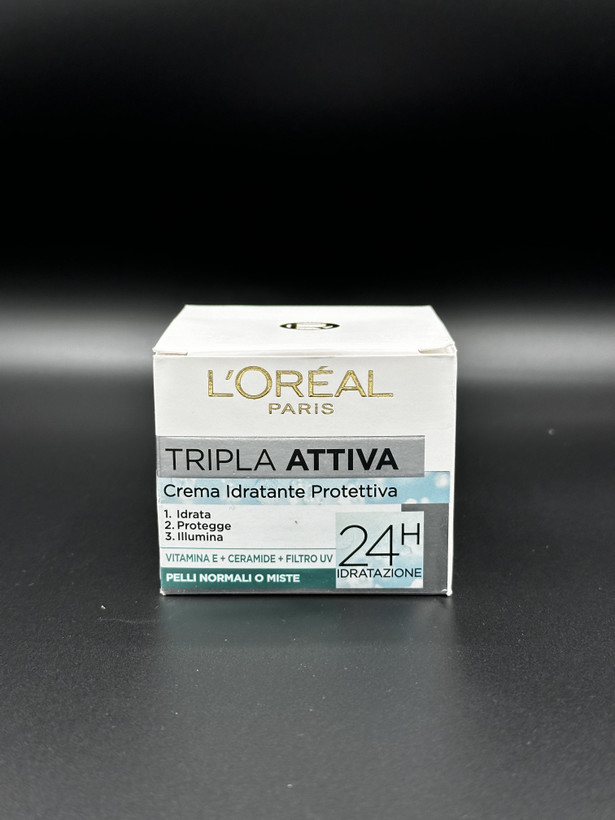 L'ORÉAL
PARIS
TRIPLA ATTIVA
Crema Idratante Protettiva
1. Idrata
2. Protegge
3. Illumina
24H
IDRATAZIONE
VITAMINA E + CERAMIDE + FILTRO UV
PELLI NORMALI O MISTE